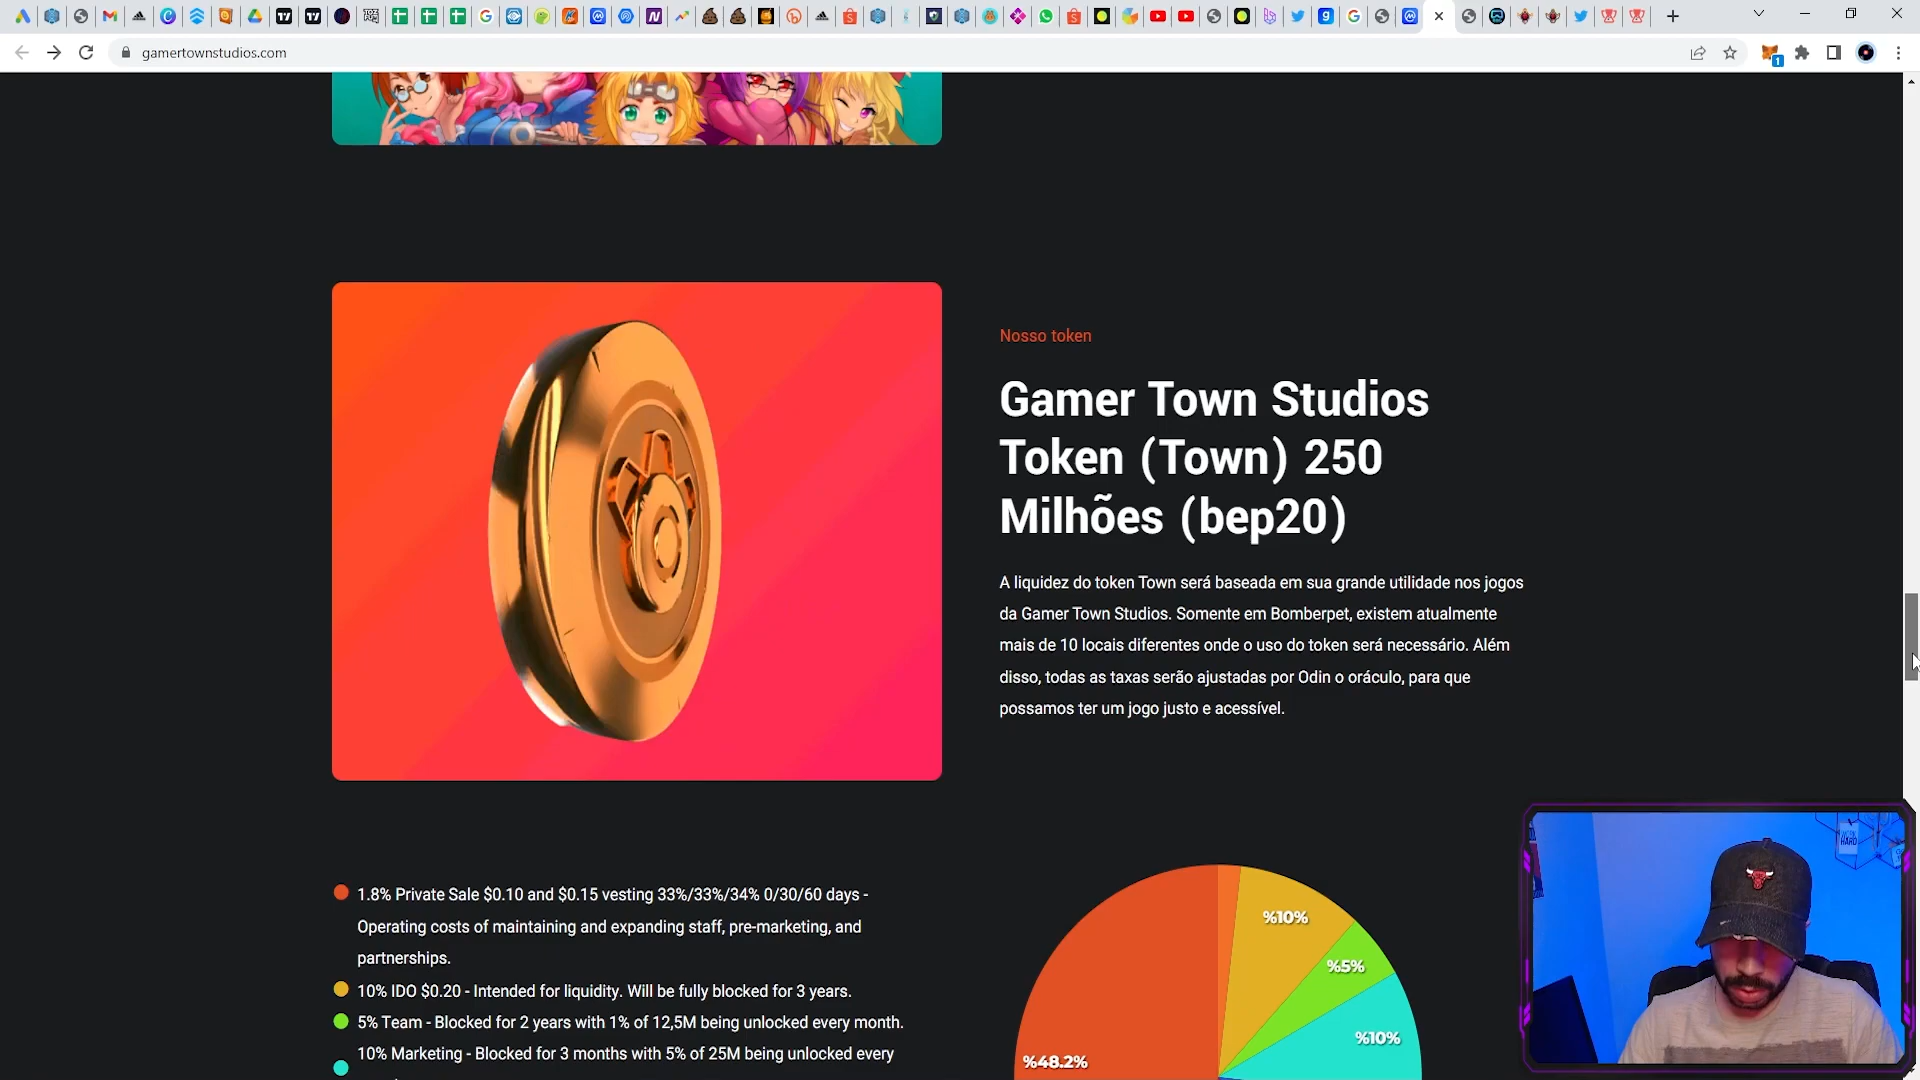 gamertownstudios.com
1
Nosso token
Gamer Town Studios
Token (Town) 250
Milhões (bep20)
A liquidez do token Town será baseada em sua grande utilidade nos jogos
da Gamer Town Studios. Somente em Bomberpet, existem atualmente
mais de 10 locais diferentes onde o uso do token será necessário. Além
disso, todas as taxas serão ajustadas por Odin o oráculo, para que
possamos ter um jogo justo e acessível.
1.8% Private Sale $0.10 and $0.15 vesting 33%/33%/34% 0/30/60 days -
Operating costs of maintaining and expanding staff, pre-marketing, and
partnerships.
10% IDO $0.20 - Intended for liquidity. Will be fully blocked for 3 years.
5% Team - Blocked for 2 years with 1% of 12,5M being unlocked every month.
10% Marketing - Blocked for 3 months with 5% of 25M being unlocked every
%10%
%5%
%10%
%48.2%
HARD